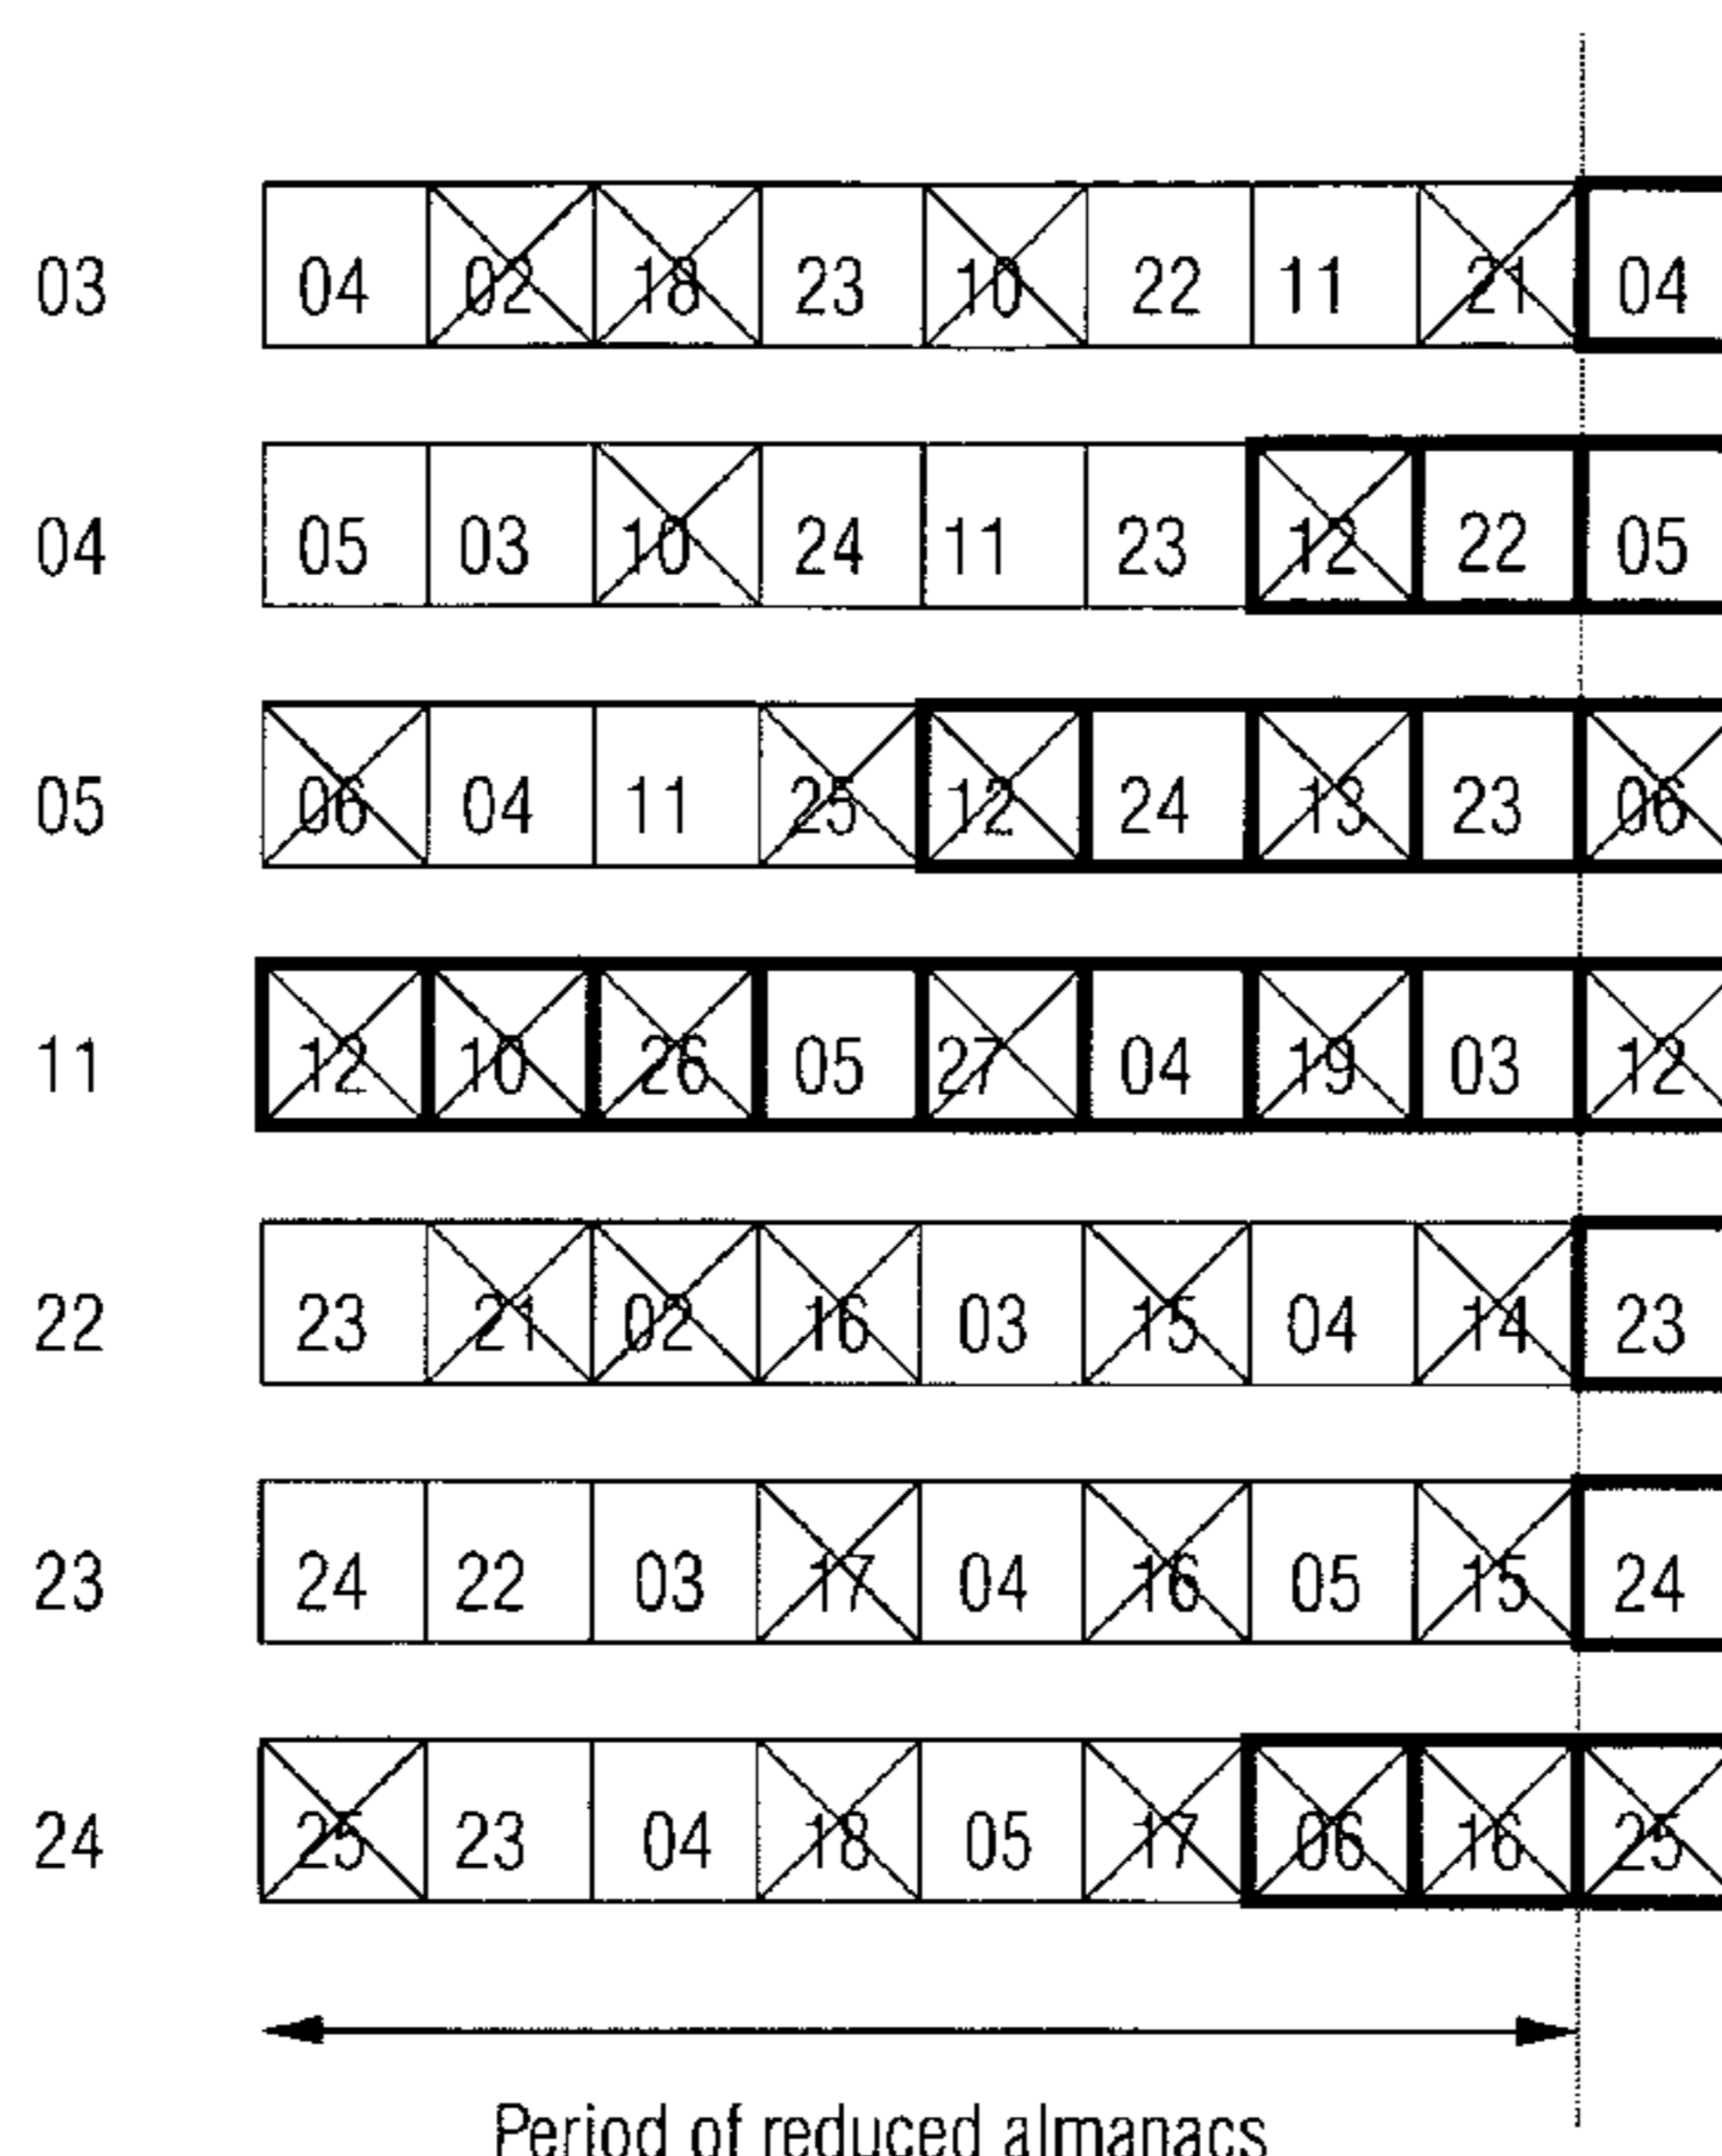 03 04 02 18 23 10 22 11 21 04
04 05 03 10 24 11 23 12 22 05
05 06 04 11 25 12 24 13 23 06
11 12 10 26 05 27 04 19 03 12
22 23 21 02 16 03 15 04 14 23
23 24 22 03 17 04 16 05 15 24
24 25 23 04 18 05 17 06 16 25
Period of reduced almanacs